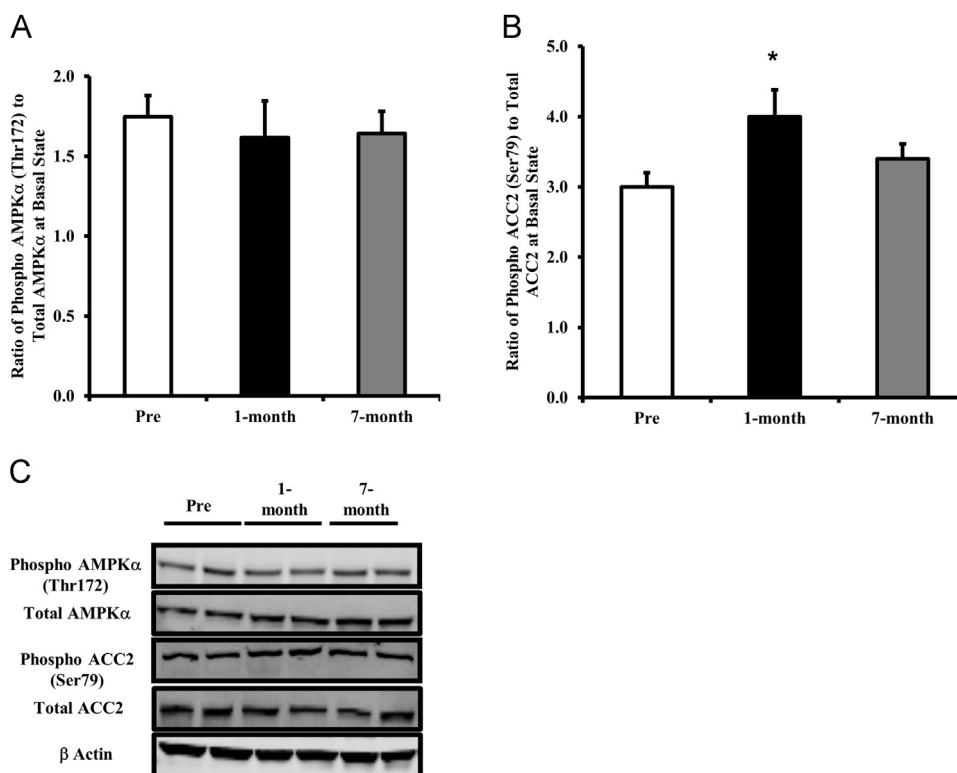 A
Ratio of Phospho AMPKα (Thr172) to
Total AMPKα at Basal State
2.0
1.5
1.0
0.5
0.0
Pre 1-month 7-month
B
Ratio of Phospho ACC2 (Ser79) to Total
ACC2 at Basal State
5.0
*
4.0
3.0
2.0
1.0
0.0
Pre 1-month 7-month
C
Pre
1-
month
7-
month
Phospho AMPKα
(Thr172)
Total AMPKα
Phospho ACC2
(Ser79)
Total ACC2
β Actin